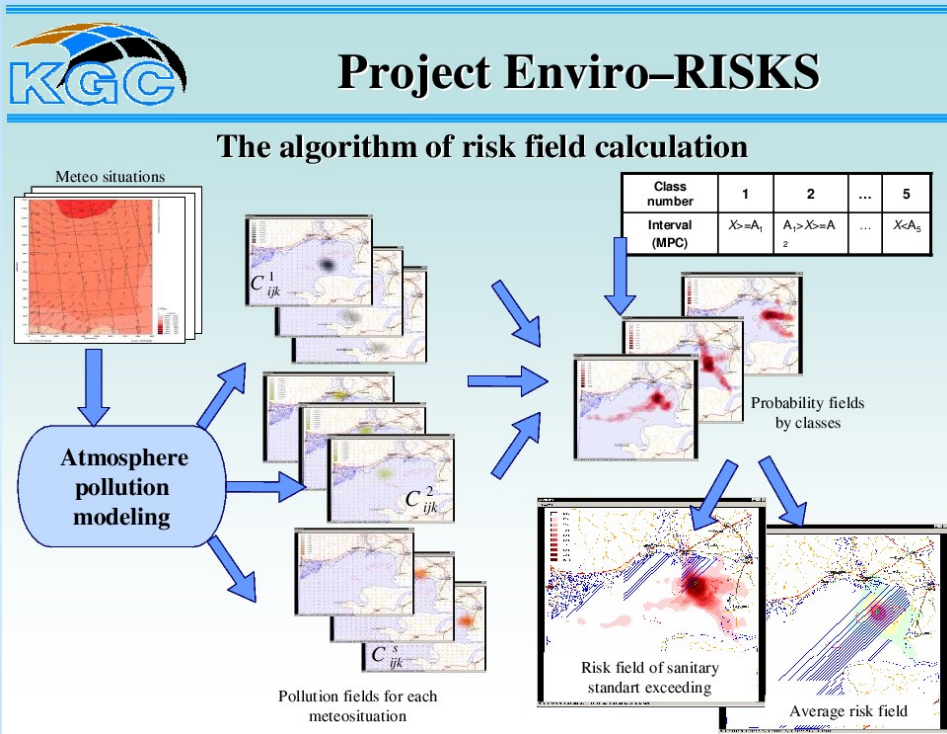 KGC
Project Enviro–RISKS
The algorithm of risk field calculation
Meteo situations
Class number 1 2 ... 5
Interval (MPC) X>=A₁ A₁>X>=A₂ ... X<A₅
C¹ijk
Atmosphere
pollution
modeling
C²ijk
Cˢijk
Pollution fields for each
meteosituation
Probability fields
by classes
Risk field of sanitary
standart exceeding
Average risk field